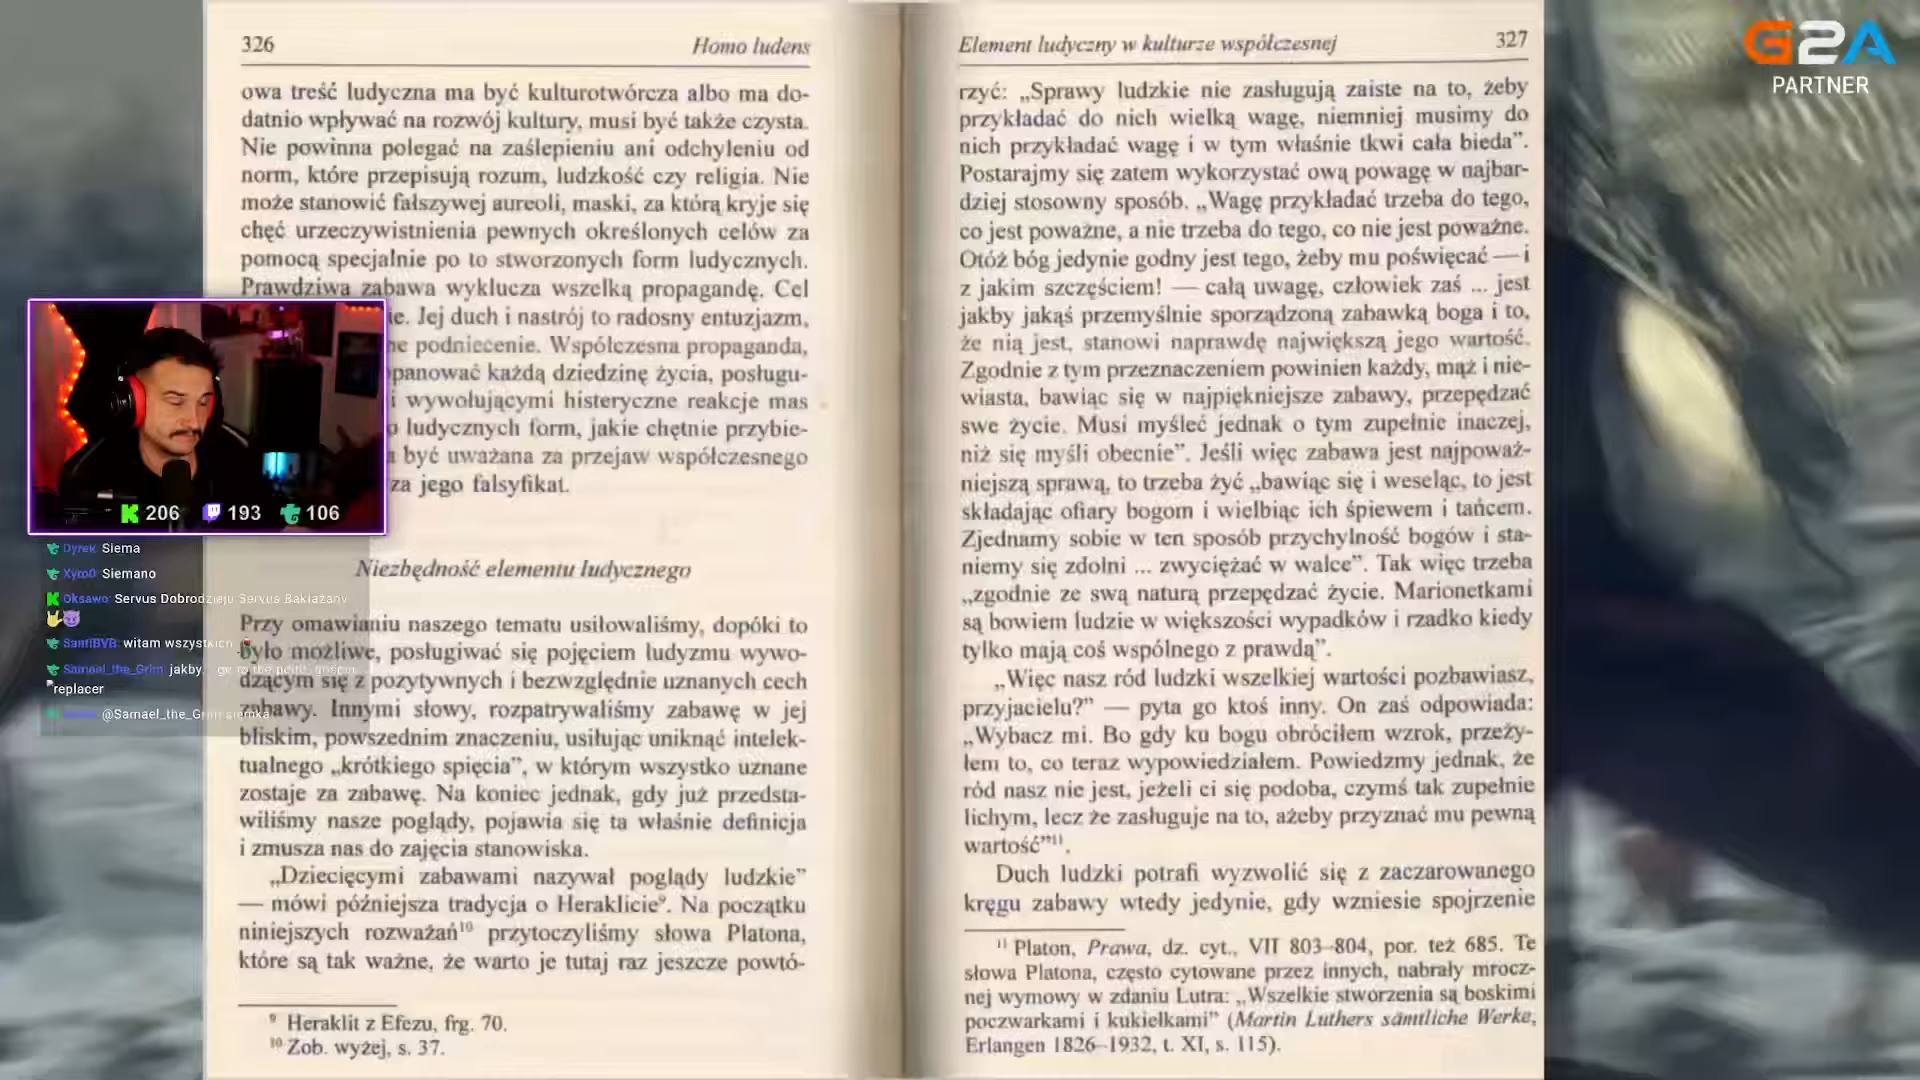 326
Homo ludens
owa treść ludyczna ma być kulturotwórcza albo ma do-
datnio wpływać na rozwój kultury, musi być także czysta.
Nie powinna polegać na zaślepieniu ani odchyleniu od
norm, które przepisują rozum, ludzkość czy religia. Nie
może stanowić fałszywej aureoli, maski, za którą kryje się
chęć urzeczywistnienia pewnych określonych celów za
pomocą specjalnie po to stworzonych form ludycznych.
Prawdziwa zabawa wyklucza wszelką propagandę. Cel
ie. Jej duch i nastrój to radosny entuzjazm,
ne podniecenie. Współczesna propaganda,
panować każdą dziedzinę życia, posługu-
i wywołującymi histeryczne reakcje mas
o ludycznych form, jakie chętnie przybie-
a być uważana za przejaw współczesnego
za jego falsyfikat.
Niezbędność elementu ludycznego
Przy omawianiu naszego tematu usiłowaliśmy, dopóki to
było możliwe, posługiwać się pojęciem ludyzmu wywo-
dzącym się z pozytywnych i bezwzględnie uznanych cech
zabawy. Innymi słowy, rozpatrywaliśmy zabawę w jej
bliskim, powszednim znaczeniu, usiłując uniknąć intelek-
tualnego „krótkiego spięcia”, w którym wszystko uznane
zostaje za zabawę. Na koniec jednak, gdy już przedsta-
wiliśmy nasze poglądy, pojawia się ta właśnie definicja
i zmusza nas do zajęcia stanowiska.
„Dziecięcymi zabawami nazywał poglądy ludzkie”
— mówi późniejsza tradycja o Heraklicie⁹. Na początku
niniejszych rozważań¹⁰ przytoczyliśmy słowa Platona,
które są tak ważne, że warto je tutaj raz jeszcze powtó-
⁹ Heraklit z Efezu, frg. 70.
¹⁰ Zob. wyżej, s. 37.
Element ludyczny w kulturze współczesnej
327
rzyć: „Sprawy ludzkie nie zasługują zaiste na to, żeby
przykładać do nich wielką wagę, niemniej musimy do
nich przykładać wagę i w tym właśnie tkwi cała bieda”.
Postarajmy się zatem wykorzystać ową powagę w najbar-
dziej stosowny sposób. „Wagę przykładać trzeba do tego,
co jest poważne, a nie trzeba do tego, co nie jest poważne.
Otóż bóg jedynie godny jest tego, żeby mu poświęcać — i
z jakim szczęściem! — całą uwagę, człowiek zaś ... jest
jakby jakąś przemyślnie sporządzoną zabawką boga i to,
że nią jest, stanowi naprawdę największą jego wartość.
Zgodnie z tym przeznaczeniem powinien każdy, mąż i nie-
wiasta, bawiąc się w najpiękniejsze zabawy, przepędzać
swe życie. Musi myśleć jednak o tym zupełnie inaczej,
niż się myśli obecnie”. Jeśli więc zabawa jest najpoważ-
niejszą sprawą, to trzeba żyć „bawiąc się i weseląc, to jest
składając ofiary bogom i wielbiąc ich śpiewem i tańcem.
Zjednamy sobie w ten sposób przychylność bogów i sta-
niemy się zdolni ... zwyciężać w walce”. Tak więc trzeba
„zgodnie ze swą naturą przepędzać życie. Marionetkami
są bowiem ludzie w większości wypadków i rzadko kiedy
tylko mają coś wspólnego z prawdą”.
„Więc nasz ród ludzki wszelkiej wartości pozbawiasz,
przyjacielu?” — pyta go ktoś inny. On zaś odpowiada:
„Wybacz mi. Bo gdy ku bogu obróciłem wzrok, przeży-
łem to, co teraz wypowiedziałem. Powiedzmy jednak, że
ród nasz nie jest, jeżeli ci się podoba, czymś tak zupełnie
lichym, lecz że zasługuje na to, ażeby przyznać mu pewną
wartość”¹¹.
Duch ludzki potrafi wyzwolić się z zaczarowanego
kręgu zabawy wtedy jedynie, gdy wzniesie spojrzenie
¹¹ Platon, Prawa, dz. cyt., VII 803–804, por. też 685. Te
słowa Platona, często cytowane przez innych, nabrały mrocz-
nej wymowy w zdaniu Lutra: „Wszelkie stworzenia są boskimi
poczwarkami i kukiełkami” (Martin Luthers sämtliche Werke,
Erlangen 1826–1932, t. XI, s. 115).
G2A
PARTNER
206 193 106
Dyrek: Siema
Xyro0: Siemano
Oksawo: Servus Dobrodzieju Servus Bakłażany
SamBVB: witam wszystkich
Samael_the_Grim: jakby
replacer
@Samael_the_Grim siemka